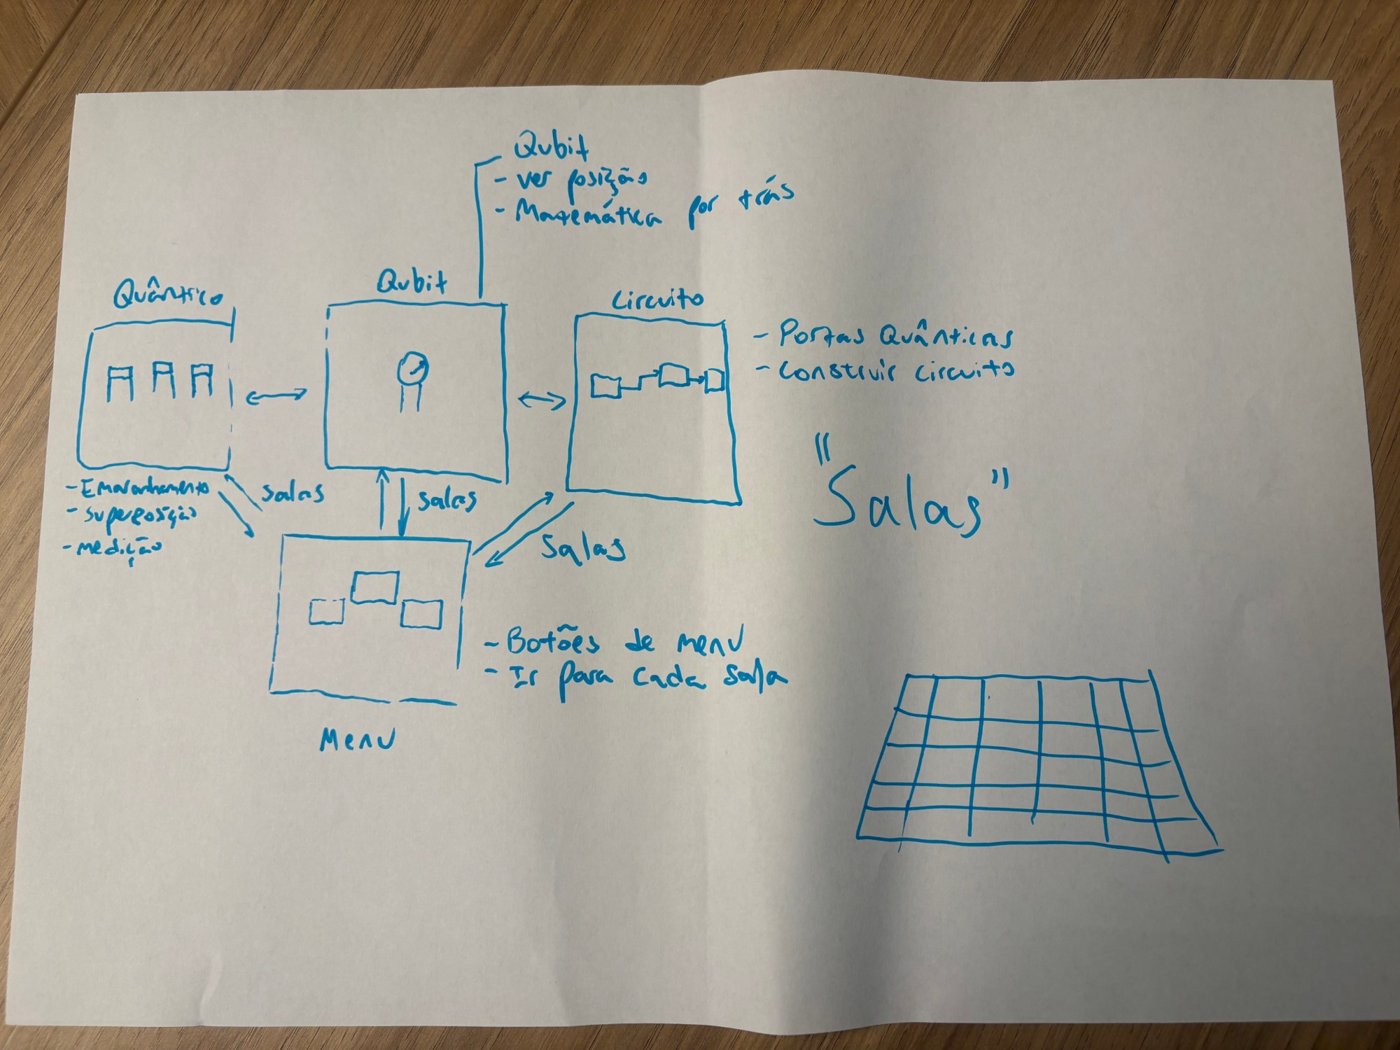 Qubit
- ver posição
- Matemática por trás
Quântico
Qubit
Circuito
- Portas Quânticas
- Construir circuito
- Emaranhamento
- Superposição
- Medição
Salas
Salas
Salas
"Salas"
- Botões de menu
- Ir para cada sala
Menu